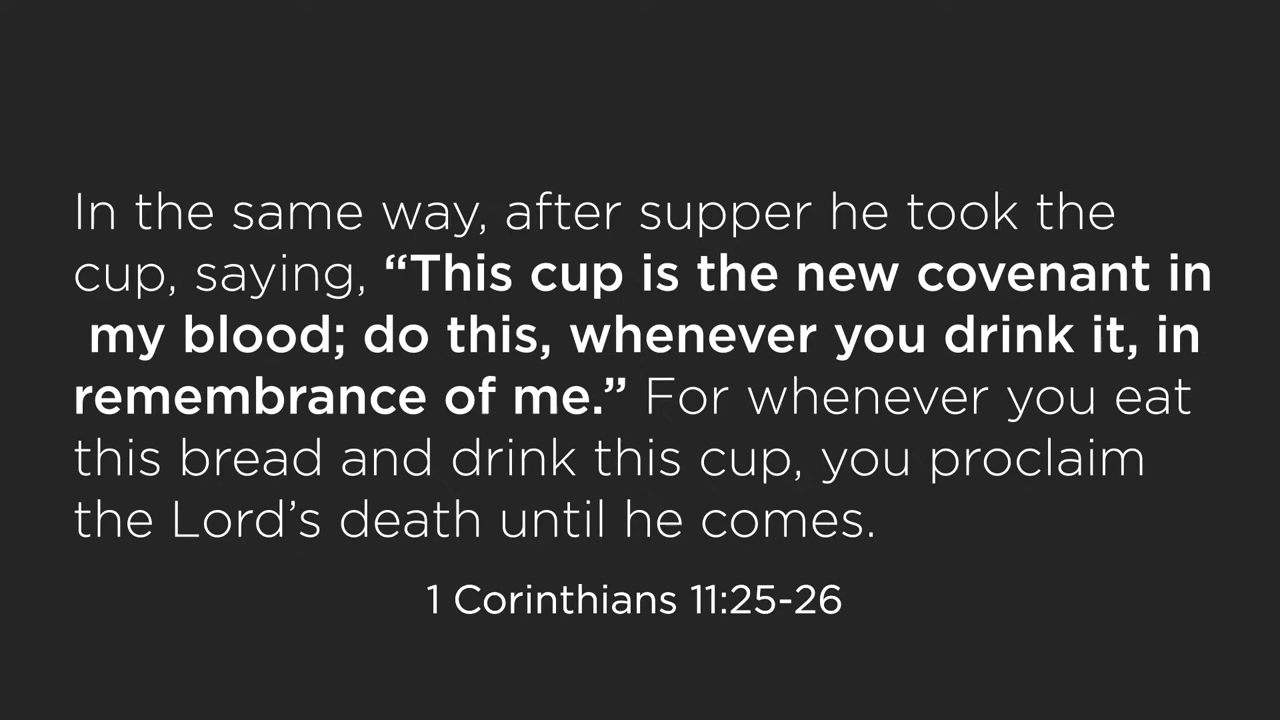 In the same way, after supper he took the
cup, saying, “This cup is the new covenant in
my blood; do this, whenever you drink it, in
remembrance of me.” For whenever you eat
this bread and drink this cup, you proclaim
the Lord’s death until he comes.
1 Corinthians 11:25-26